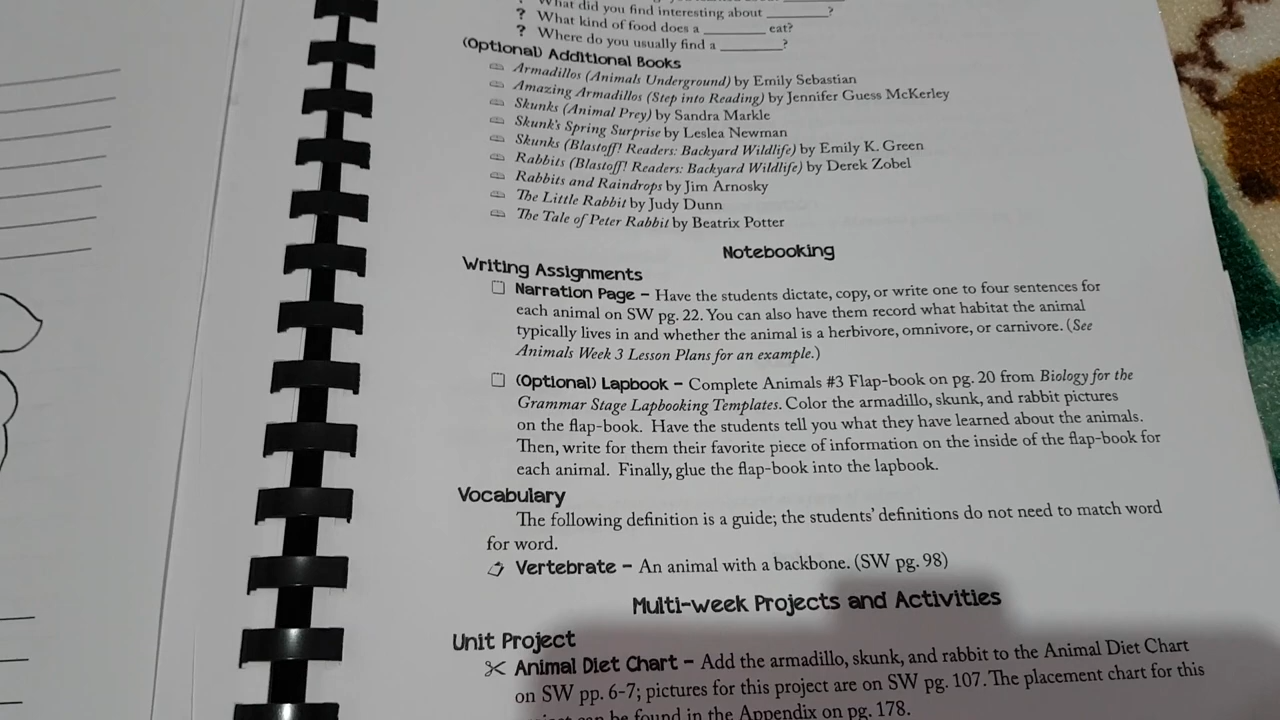 ? What did you find interesting about ________?
? What kind of food does a ________ eat?
? Where do you usually find a ________?
(Optional) Additional Books
Armadillos (Animals Underground) by Emily Sebastian
Amazing Armadillos (Step into Reading) by Jennifer Guess McKerley
Skunks (Animal Prey) by Sandra Markle
Skunk's Spring Surprise by Leslea Newman
Skunks (Blastoff! Readers: Backyard Wildlife) by Emily K. Green
Rabbits (Blastoff! Readers: Backyard Wildlife) by Derek Zobel
Rabbits and Raindrops by Jim Arnosky
The Little Rabbit by Judy Dunn
The Tale of Peter Rabbit by Beatrix Potter
Notebooking
Writing Assignments
Narration Page – Have the students dictate, copy, or write one to four sentences for
each animal on SW pg. 22. You can also have them record what habitat the animal
typically lives in and whether the animal is a herbivore, omnivore, or carnivore. (See
Animals Week 3 Lesson Plans for an example.)
(Optional) Lapbook – Complete Animals #3 Flap-book on pg. 20 from Biology for the
Grammar Stage Lapbooking Templates. Color the armadillo, skunk, and rabbit pictures
on the flap-book. Have the students tell you what they have learned about the animals.
Then, write for them their favorite piece of information on the inside of the flap-book for
each animal. Finally, glue the flap-book into the lapbook.
Vocabulary
The following definition is a guide; the students' definitions do not need to match word
for word.
Vertebrate – An animal with a backbone. (SW pg. 98)
Multi-week Projects and Activities
Unit Project
Animal Diet Chart – Add the armadillo, skunk, and rabbit to the Animal Diet Chart
on SW pp. 6-7; pictures for this project are on SW pg. 107. The placement chart for this
can be found in the Appendix on pg. 178.